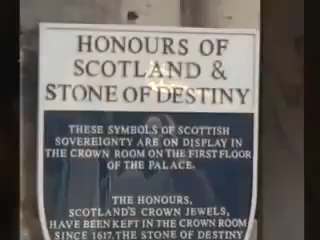 HONOURS OF
SCOTLAND &
STONE OF DESTINY
THESE SYMBOLS OF SCOTTISH
SOVEREIGNTY ARE ON DISPLAY IN
THE CROWN ROOM ON THE FIRST FLOOR
OF THE PALACE.
THE HONOURS,
SCOTLAND'S CROWN JEWELS,
HAVE BEEN KEPT IN THE CROWN ROOM
SINCE 1617. THE STONE OF DESTINY